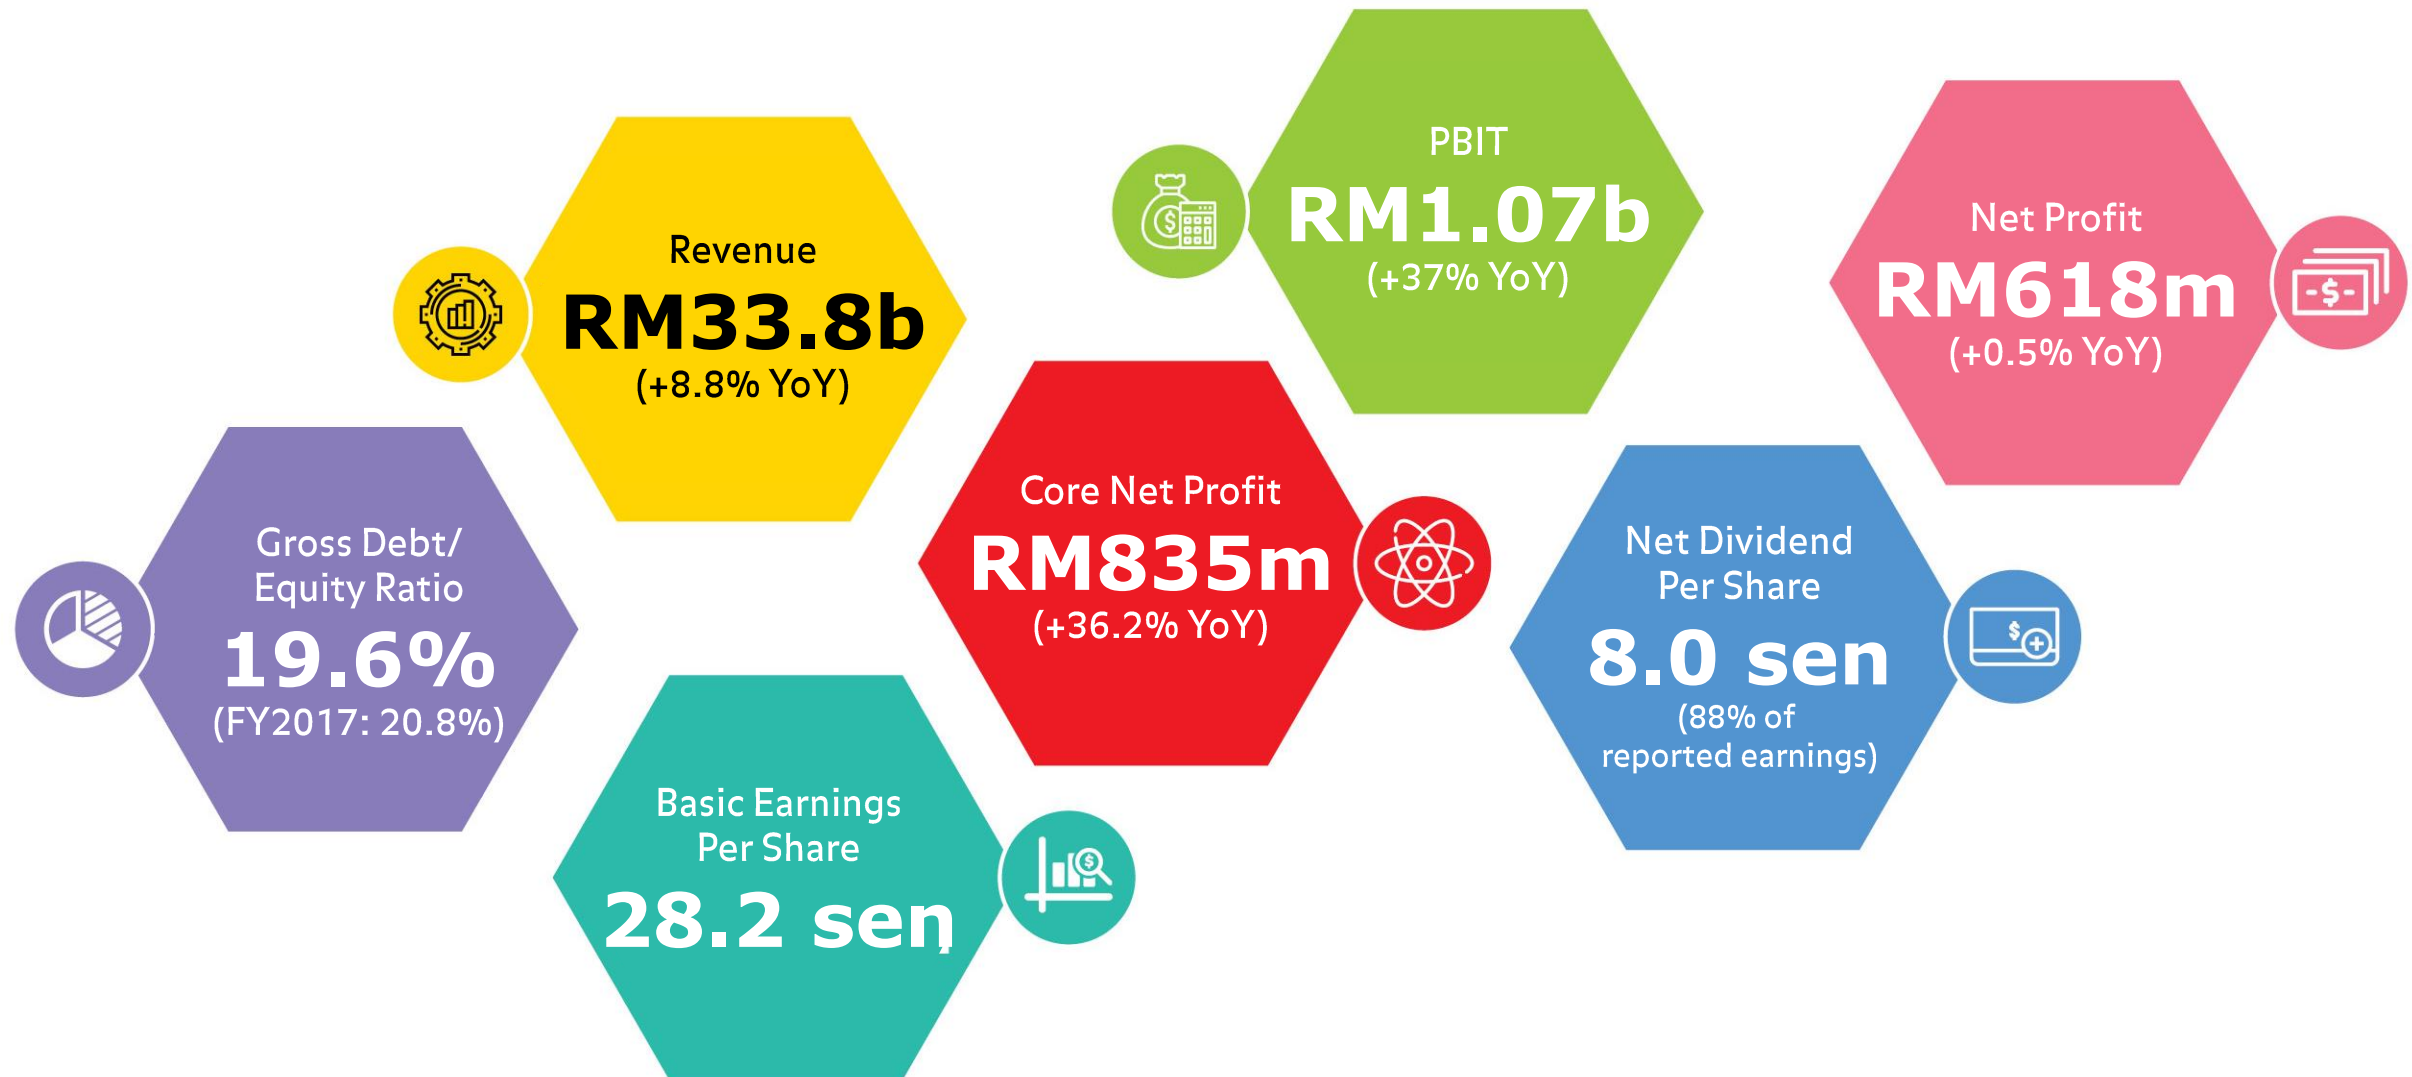 PBIT
RM1.07b
(+37% YoY)
Net Profit
RM618m
(+0.5% YoY)
Revenue
RM33.8b
(+8.8% YoY)
Core Net Profit
RM835m
(+36.2% YoY)
Gross Debt/
Equity Ratio
19.6%
(FY2017: 20.8%)
Net Dividend
Per Share
8.0 sen
(88% of
reported earnings)
Basic Earnings
Per Share
28.2 sen